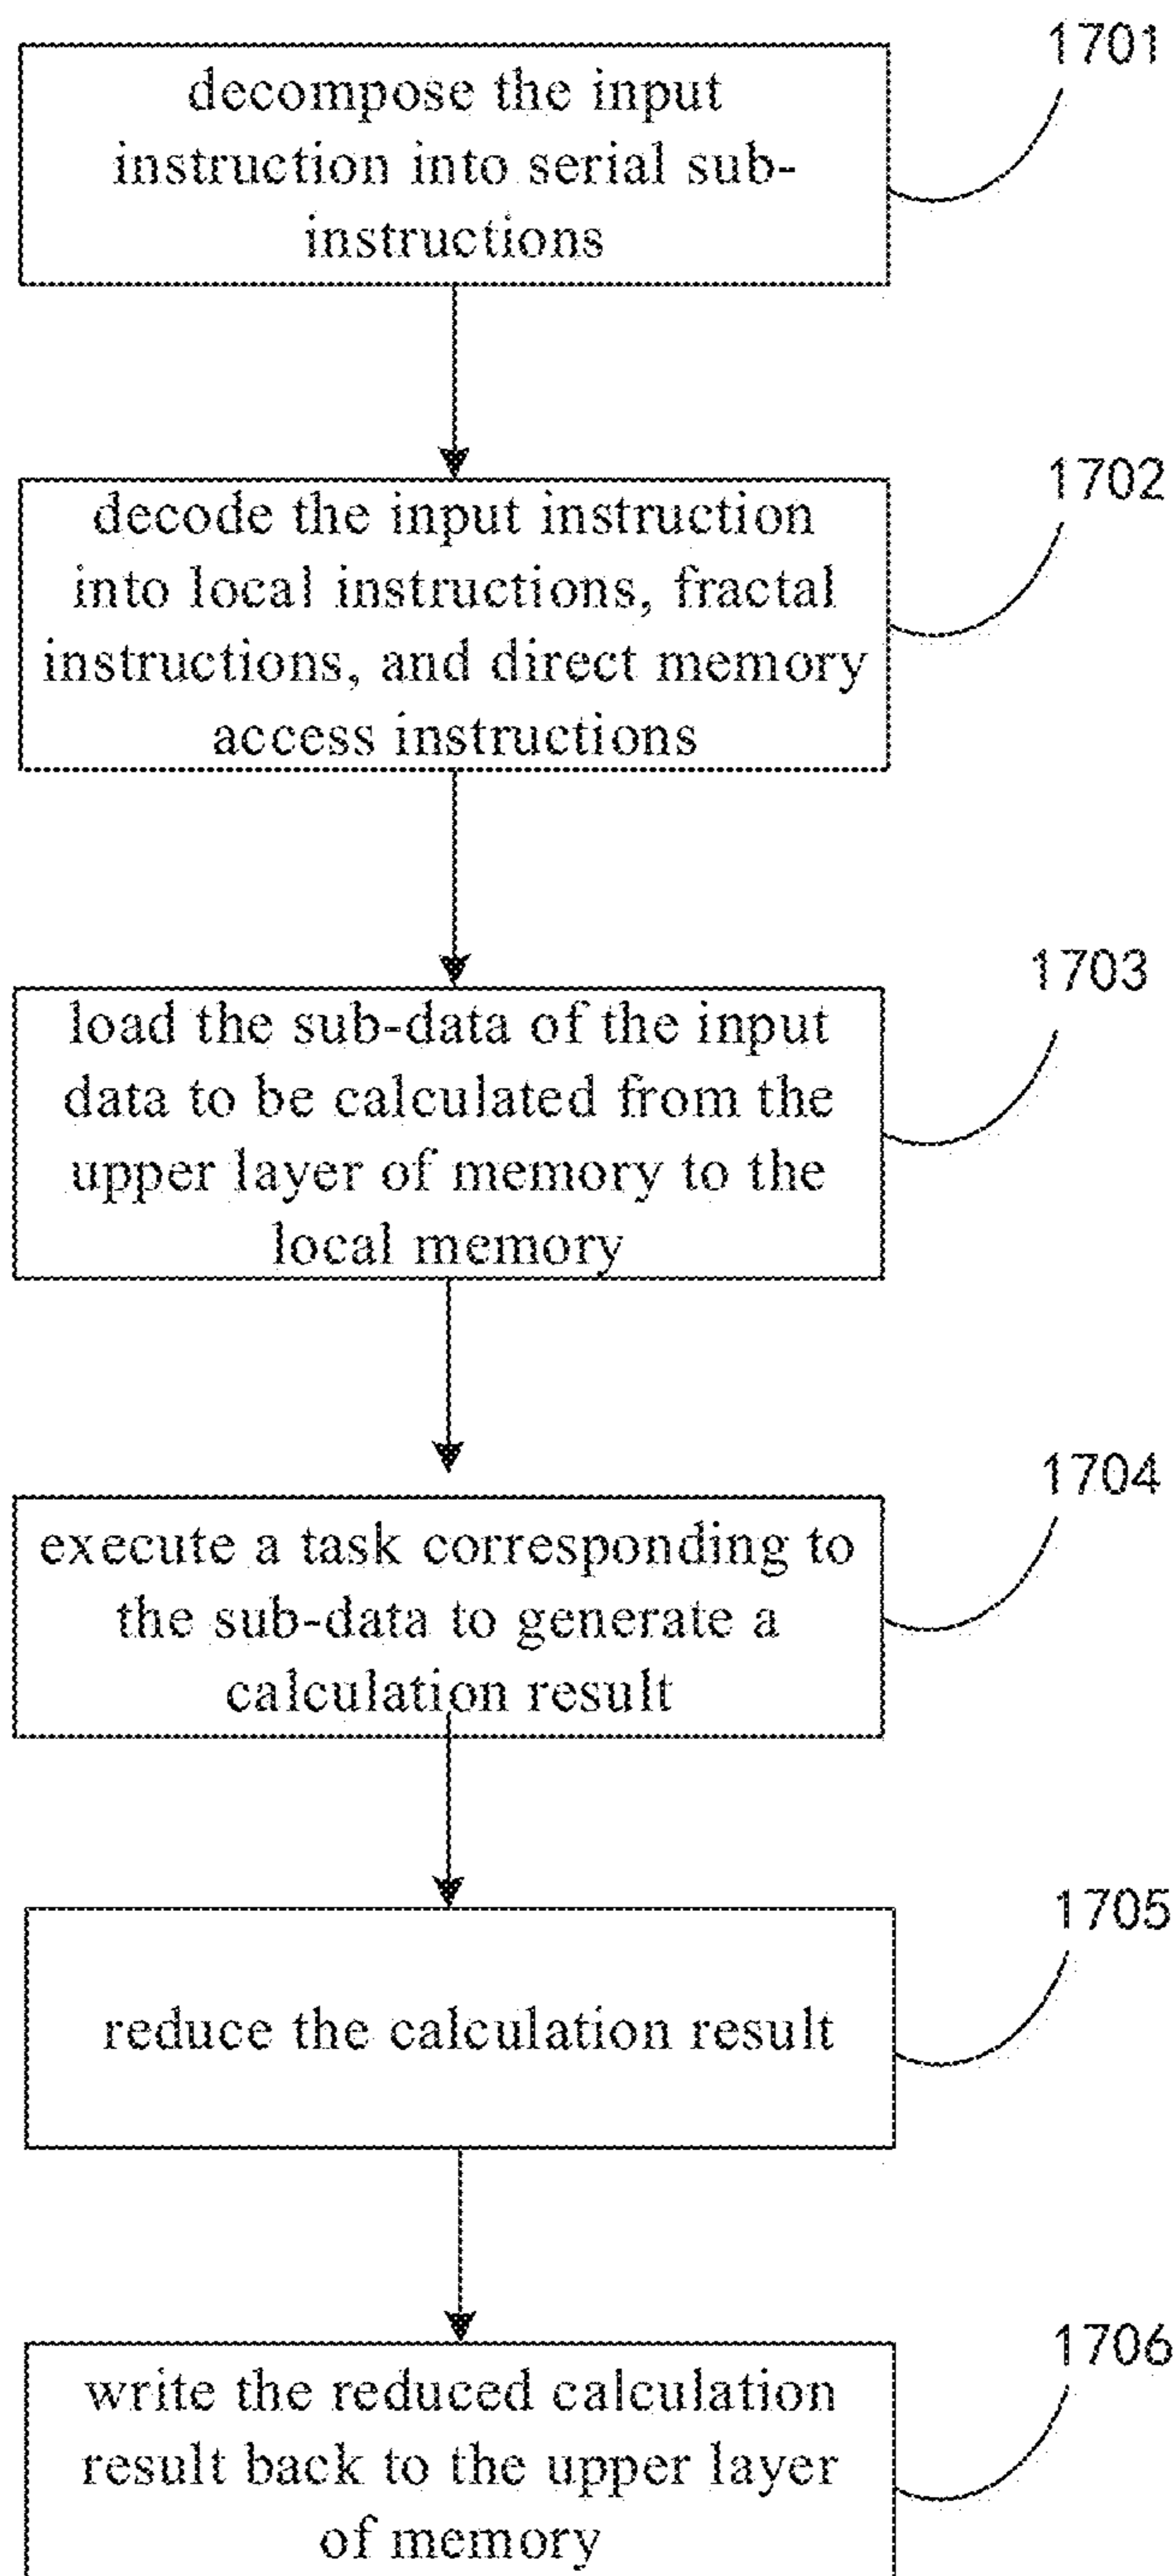 1701
decompose the input
instruction into serial sub-
instructions
1702
decode the input instruction
into local instructions, fractal
instructions, and direct memory
access instructions
1703
load the sub-data of the input
data to be calculated from the
upper layer of memory to the
local memory
1704
execute a task corresponding to
the sub-data to generate a
calculation result
1705
reduce the calculation result
1706
write the reduced calculation
result back to the upper layer
of memory